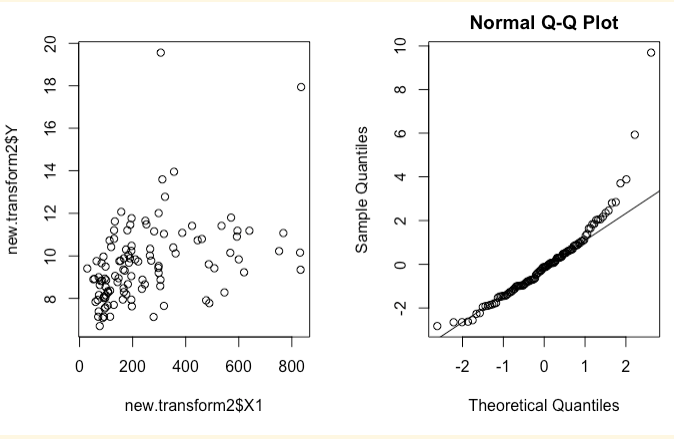 new.transform2$Y
20
18
16
14
12
10
8
0 200 400 600 800
new.transform2$X1
Normal Q-Q Plot
Sample Quantiles
10
8
6
4
2
0
-2
-2 -1 0 1 2
Theoretical Quantiles